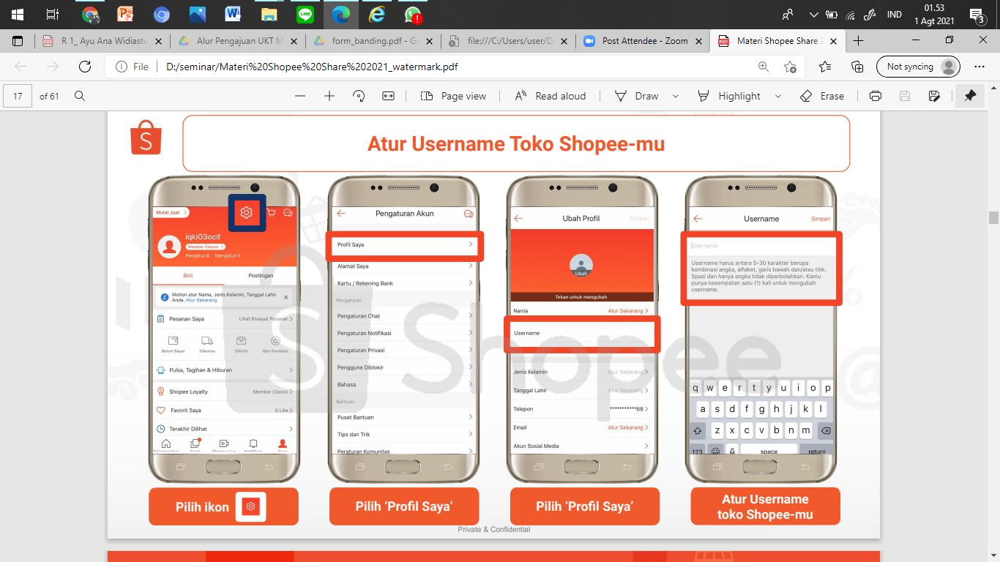 01.53
IND
1 Agt 2021
3
R 1_ Ayu Ana Widiastu
Alur Pengajuan UKT M
form_banding.pdf - Go
file:///C:/Users/user/D
Post Attendee - Zoom
Materi Shopee Share 2
File
D:/seminar/Materi%20Shopee%20Share%202021_watermark.pdf
Not syncing
17
of 61
Page view
Read aloud
Draw
Highlight
Erase
S
Atur Username Toko Shopee-mu
Mulai Jual
iqki03ocif
Member Classic
Pengikut 0
Mengikuti 1
Beli
Postingan
Mohon atur Nama, Jenis Kelamin, Tanggal Lahir
Anda. Atur Sekarang
Pesanan Saya
Lihat Riwayat Pesanan
Belum Bayar
Dikemas
Dikirim
Beri Penilaian
Pulsa, Tagihan & Hiburan
Shopee Loyalty
Member Classic
Favorit Saya
0 Like
Terakhir Dilihat
Pilih ikon
Pengaturan Akun
Profil Saya
Alamat Saya
Kartu / Rekening Bank
Pengaturan
Pengaturan Chat
Pengaturan Notifikasi
Pengaturan Privasi
Pengguna Diblokir
Bahasa
Bantuan
Pusat Bantuan
Tips dan Trik
Peraturan Komunitas
Pilih ‘Profil Saya’
Ubah Profil
Simpan
Ubah
Tekan untuk mengubah
Nama
Atur Sekarang
Username
Jenis Kelamin
Atur Sekarang
Tanggal Lahir
Atur Sekarang
Telepon
***********68
Email
Atur Sekarang
Akun Sosial Media
Pilih ‘Profil Saya’
Username
Simpan
Username
Username harus antara 5-30 karakter berupa
kombinasi angka, alfabet, garis bawah dan/atau titik.
Spasi dan hanya angka tidak diperbolehkan. Kamu
punya kesempatan satu (1) kali untuk mengubah
username.
q w e r t y u i o p
a s d f g h j k l
z x c v b n m
123
space
return
Atur Username
toko Shopee-mu
Shopee
Private & Confidential